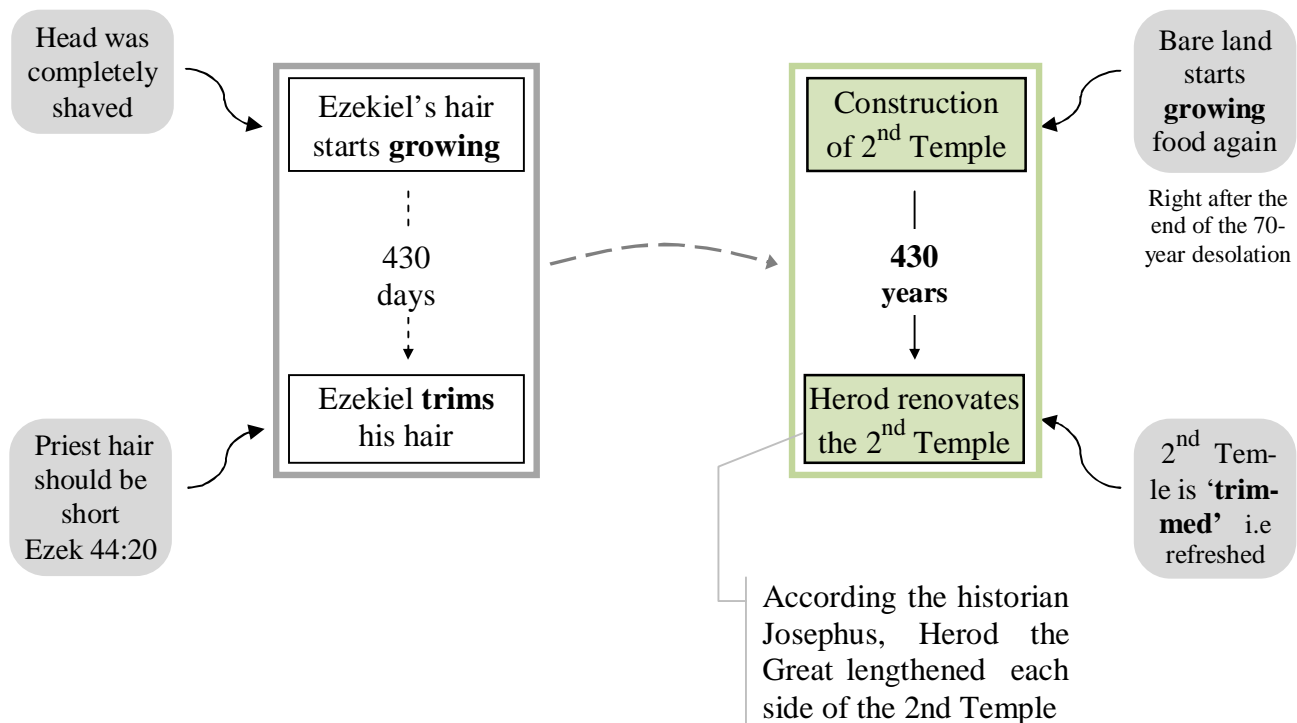 Head was
completely
shaved
Ezekiel’s hair
starts growing
430
days
Ezekiel trims
his hair
Priest hair
should be
short
Ezek 44:20
Construction
of 2nd Temple
430
years
Herod renovates
the 2nd Temple
Bare land
starts
growing
food again
Right after the
end of the 70-
year desolation
2nd Tem-
le is ‘trim-
med’ i.e
refreshed
According the historian
Josephus, Herod the
Great lengthened each
side of the 2nd Temple